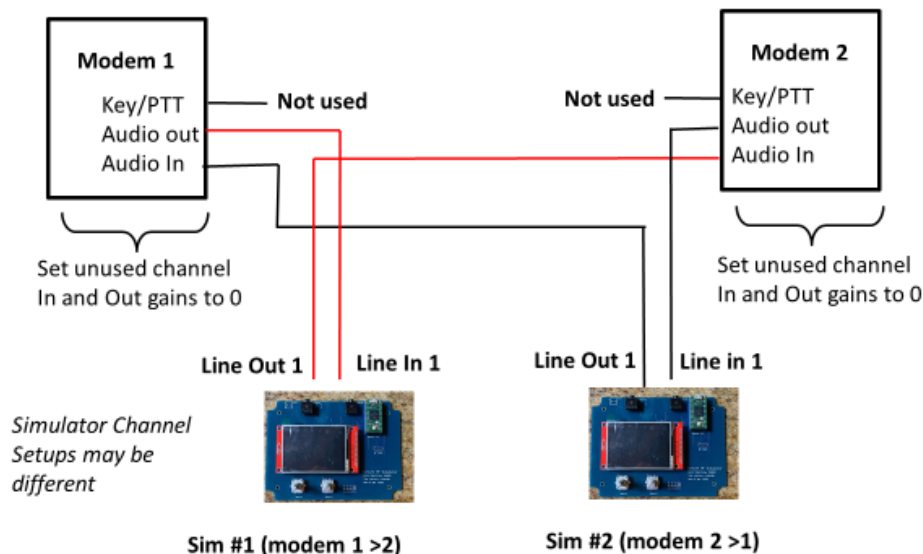 Modem 1
Key/PTT
Audio out
Audio In
Not used
Set unused channel
In and Out gains to 0
Modem 2
Not used
Key/PTT
Audio out
Audio In
Set unused channel
In and Out gains to 0
Line Out 1
Line In 1
Line Out 1
Line in 1
Simulator Channel
Setups may be
different
Sim #1 (modem 1 >2)
Sim #2 (modem 2 >1)